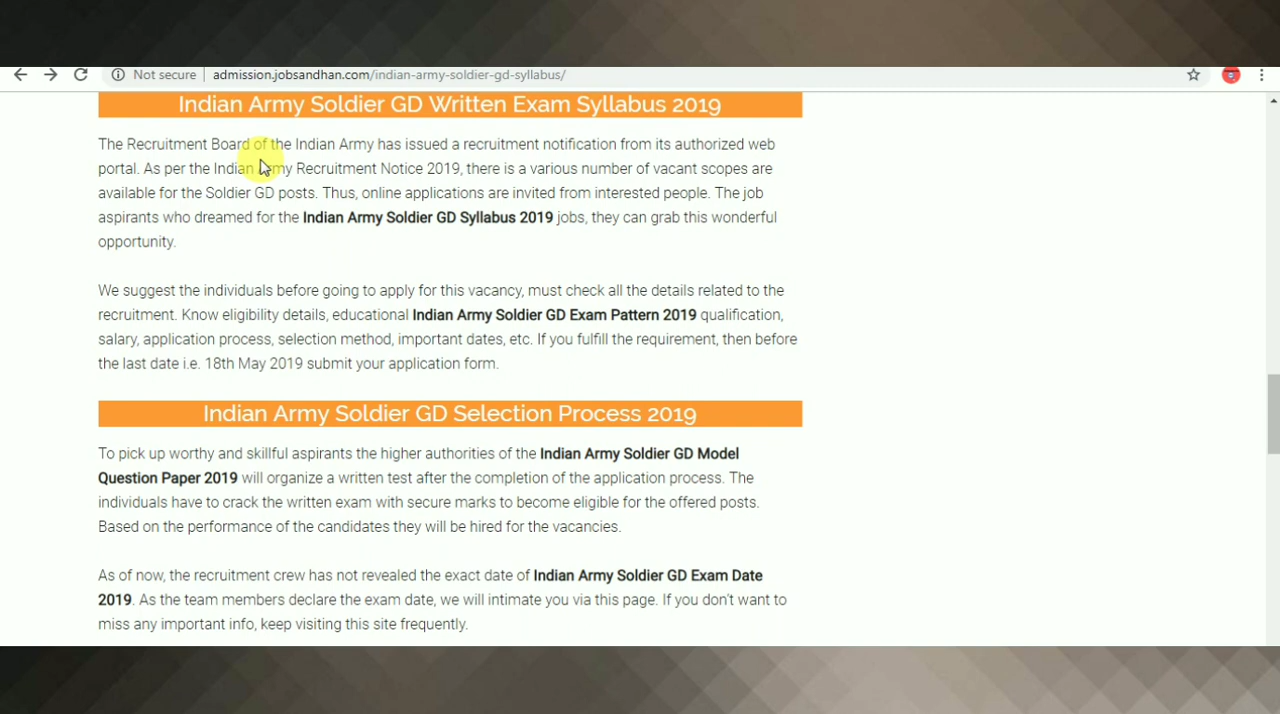 Not secure admission.jobsandhan.com/indian-army-soldier-gd-syllabus/
Indian Army Soldier GD Written Exam Syllabus 2019
The Recruitment Board of the Indian Army has issued a recruitment notification from its authorized web
portal. As per the Indian Army Recruitment Notice 2019, there is a various number of vacant scopes are
available for the Soldier GD posts. Thus, online applications are invited from interested people. The job
aspirants who dreamed for the Indian Army Soldier GD Syllabus 2019 jobs, they can grab this wonderful
opportunity.
We suggest the individuals before going to apply for this vacancy, must check all the details related to the
recruitment. Know eligibility details, educational Indian Army Soldier GD Exam Pattern 2019 qualification,
salary, application process, selection method, important dates, etc. If you fulfill the requirement, then before
the last date i.e. 18th May 2019 submit your application form.
Indian Army Soldier GD Selection Process 2019
To pick up worthy and skillful aspirants the higher authorities of the Indian Army Soldier GD Model
Question Paper 2019 will organize a written test after the completion of the application process. The
individuals have to crack the written exam with secure marks to become eligible for the offered posts.
Based on the performance of the candidates they will be hired for the vacancies.
As of now, the recruitment crew has not revealed the exact date of Indian Army Soldier GD Exam Date
2019. As the team members declare the exam date, we will intimate you via this page. If you don't want to
miss any important info, keep visiting this site frequently.